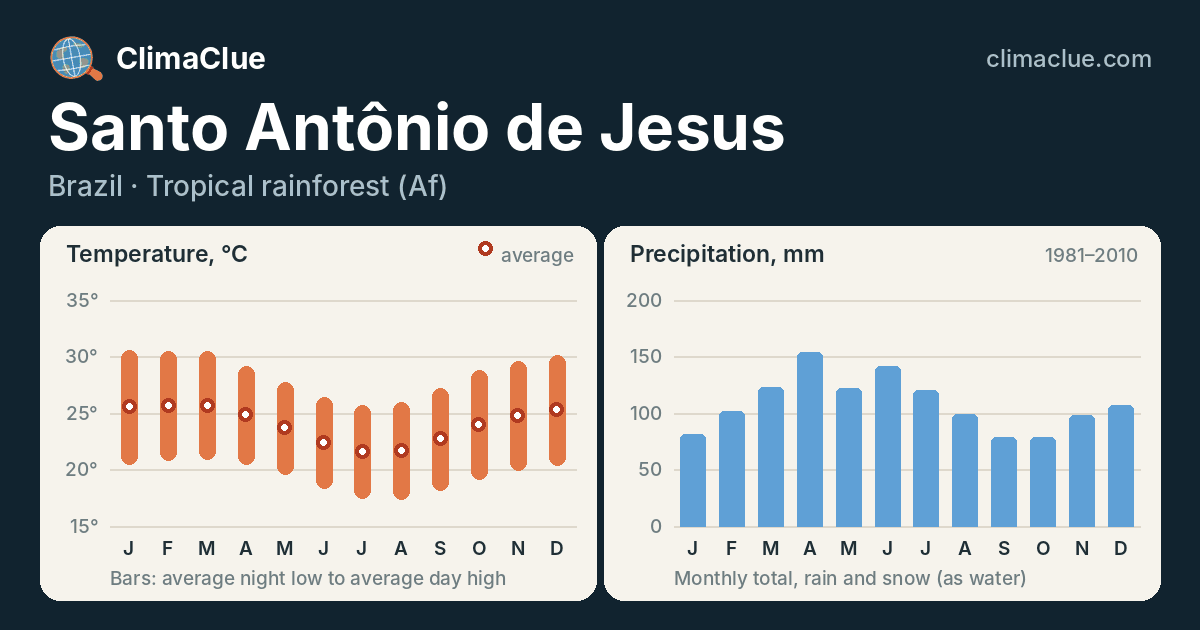 ClimaClue
climaclue.com
Santo Antônio de Jesus
Brazil · Tropical rainforest (Af)
Temperature, °C
average
35°
30°
25°
20°
15°
J F M A M J J A S O N D
Bars: average night low to average day high
Precipitation, mm
1981–2010
200
150
100
50
0
J F M A M J J A S O N D
Monthly total, rain and snow (as water)